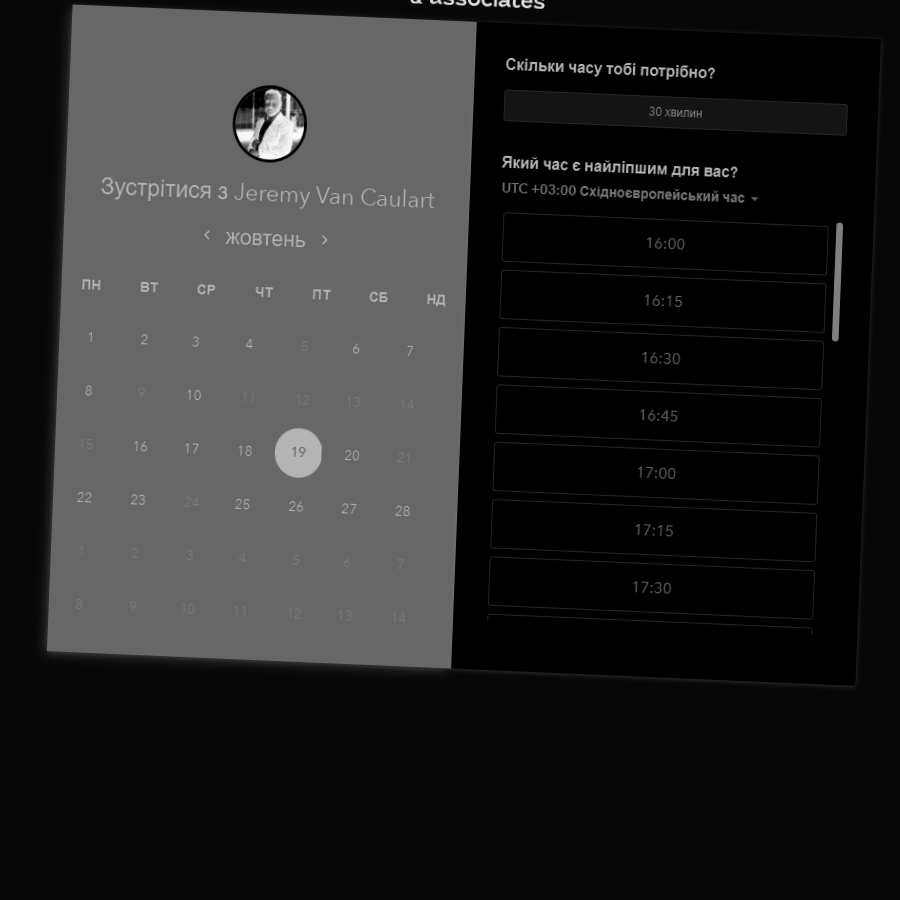 & associates
Зустрітися з Jeremy Van Caulart
жовтень
ПН ВТ СР ЧТ ПТ СБ НД
1 2 3 4 5 6 7
8 9 10 11 12 13 14
15 16 17 18 19 20 21
22 23 24 25 26 27 28
1 2 3 4 5 6 7
8 9 10 11 12 13 14
Скільки часу тобі потрібно?
30 хвилин
Який час є найліпшим для вас?
UTC +03:00 Східноєвропейський час
16:00
16:15
16:30
16:45
17:00
17:15
17:30